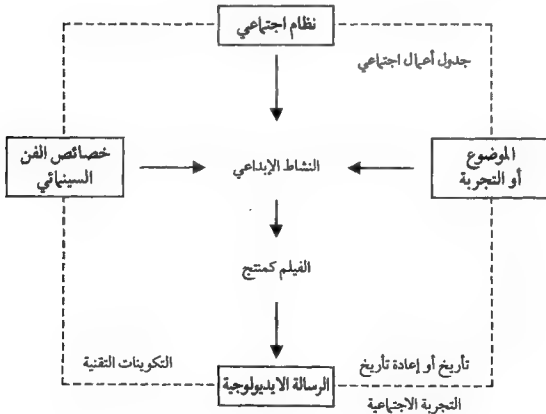 نظام اجتماعي
جدول أعمال اجتماعي
الموضوع
أو التجربة
النشاط الإبداعي
خصائص الفن
السينمائي
الفيلم كمنتج
تأريخ أو إعادة تأريخ
التجربة الاجتماعية
الرسالة الايديولوجية
التكوينات التقنية